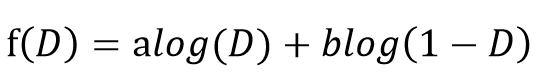 f(D) = alog(D) + blog(1 − D)